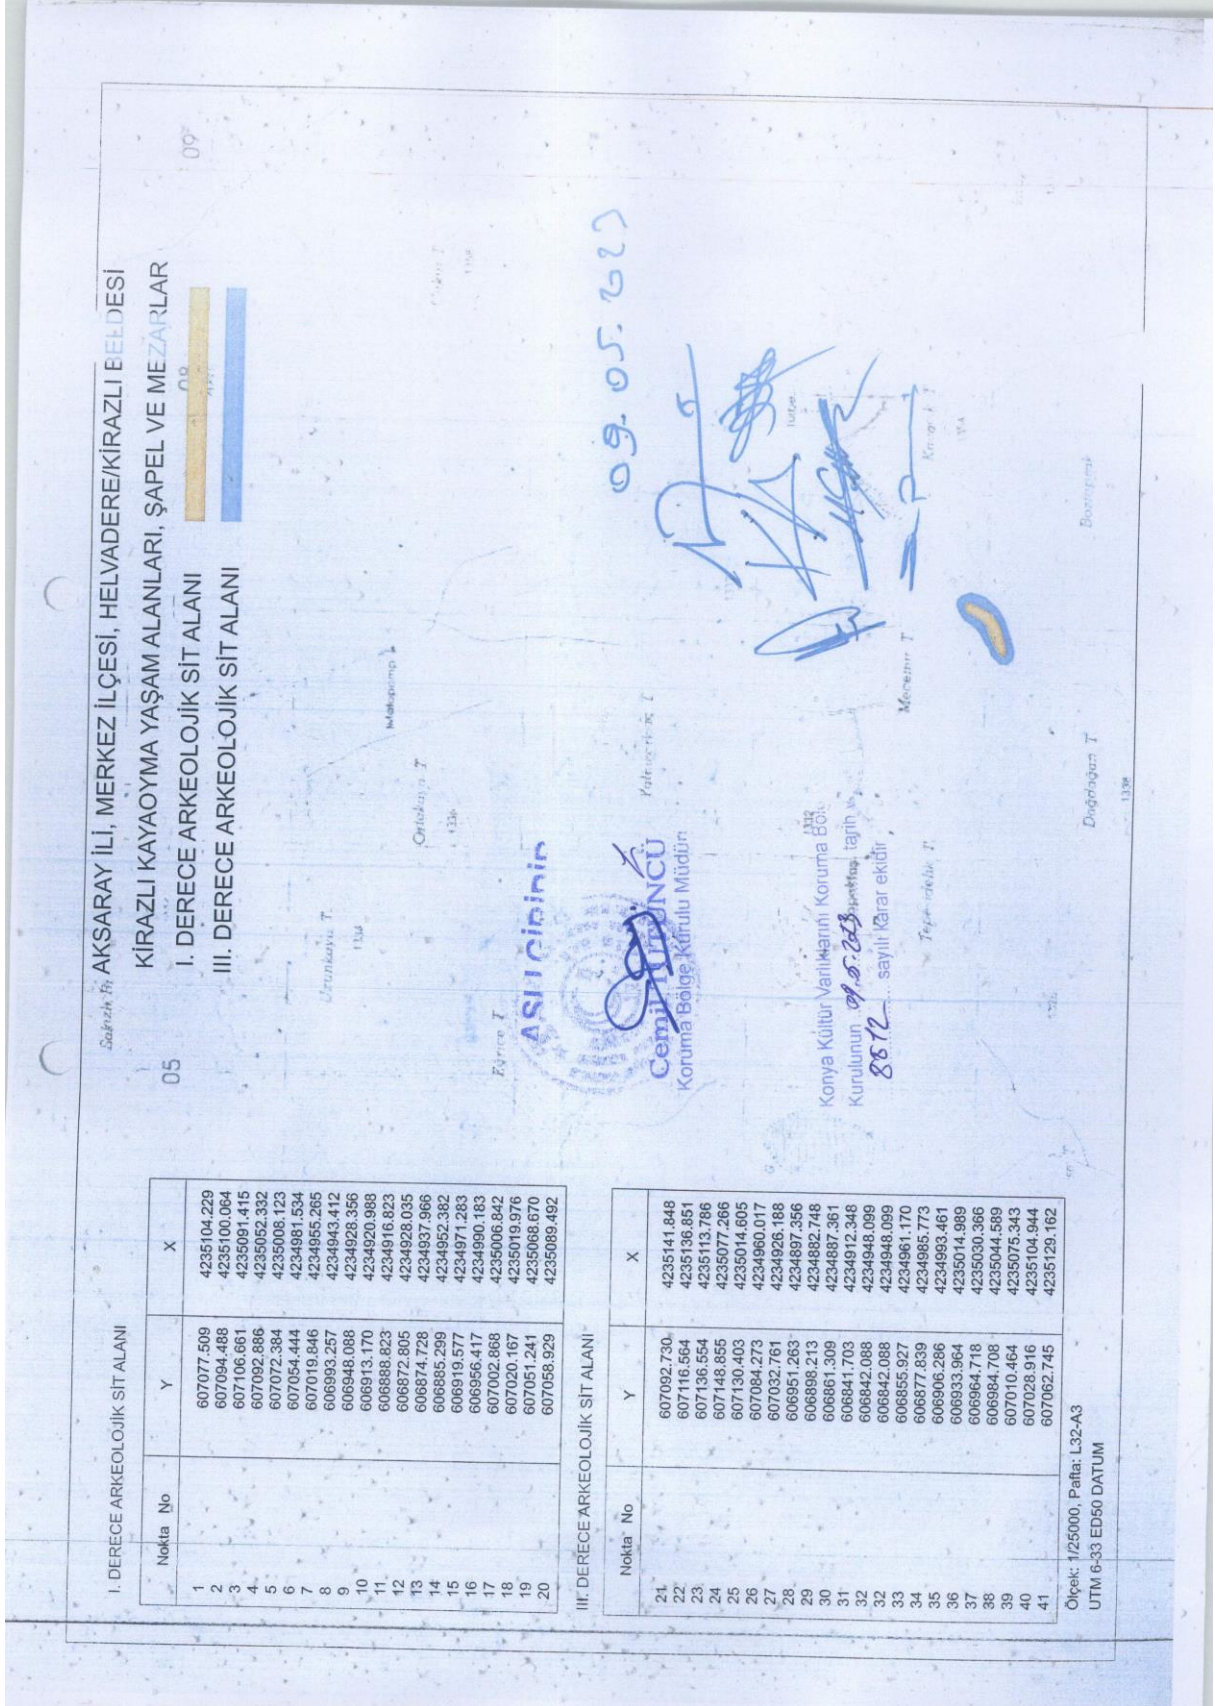 AKSARAY İLİ, MERKEZ İLÇESİ, HELVADERE/KİRAZLI BELDESİ
KİRAZLI KAYAOYMA YAŞAM ALANLARI, ŞAPEL VE MEZARLAR
I. DERECE ARKEOLOJİK SİT ALANI
III. DERECE ARKEOLOJİK SİT ALANI
05
08
09
I. DERECE ARKEOLOJİK SİT ALANI
Nokta No Y X
1 607077.509 4235104.229
2 607094.488 4235100.064
3 607106.661 4235091.415
4 607092.886 4235052.332
5 607072.384 4235008.123
6 607054.444 4234981.534
7 607019.846 4234955.265
8 606993.257 4234943.412
9 606948.088 4234928.356
10 606913.170 4234920.988
11 606888.823 4234916.823
12 606872.805 4234928.035
13 606874.728 4234937.966
14 606885.299 4234952.382
15 606919.577 4234971.283
16 606956.417 4234990.183
17 607002.868 4235006.842
18 607020.167 4235019.976
19 607051.241 4235068.670
20 607058.929 4235089.492
III. DERECE ARKEOLOJİK SİT ALANI
Nokta No Y X
21 607092.730 4235141.848
22 607116.564 4235136.851
23 607136.554 4235113.786
24 607148.855 4235077.266
25 607130.403 4235014.605
26 607084.273 4234960.017
27 607032.761 4234926.188
28 606951.263 4234897.356
29 606898.213 4234882.748
30 606861.309 4234887.361
31 606841.703 4234912.348
32 606842.088 4234948.099
32 606842.088 4234948.099
33 606855.927 4234961.170
34 606877.839 4234985.773
35 606906.286 4234993.461
36 606933.964 4235014.989
37 606964.718 4235030.366
38 606984.708 4235044.589
39 607010.464 4235075.343
40 607028.916 4235104.944
41 607062.745 4235129.162
Ölçek: 1/25000, Pafta: L32-A3
UTM 6-33 ED50 DATUM
Uzunkaya T.
Ortakaya T
1336
Eğrice T
09.05.2023
Cemil TÜTÜNCÜ
Koruma Bölge Kurulu Müdürü
Konya Kültür Varlıklarını Koruma Böl
Kurulunun 09.05.2023 tarih
8512 sayılı karar ekidir
Dağdağan T
1338